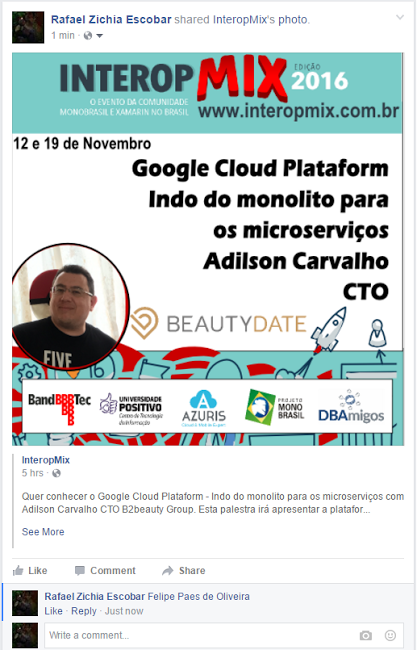 Rafael Zichia Escobar shared InteropMix's photo.
1 min ·
INTEROPMIX EDIÇÃO 2016
O EVENTO DA COMUNIDADE
MONOBRASIL E XAMARIN NO BRASIL
www.interopmix.com.br
12 e 19 de Novembro
Google Cloud Plataform
Indo do monolito para
os microserviços
Adilson Carvalho
CTO
FIVE
BEAUTYDATE
BandTec
BBB
UNIVERSIDADE
POSITIVO
Centro de Tecnologia
da Informação
AZURIS
PROJETO
MONO
BRASIL
DBAmigos
InteropMix
5 hrs ·
Quer conhecer o Google Cloud Plataform - Indo do monolito para os microserviços com
Adilson Carvalho CTO B2beauty Group. Esta palestra irá apresentar a platafor...
See More
Like Comment Share
Rafael Zichia Escobar Felipe Paes de Oliveira
Like · Reply · Just now
Write a comment...